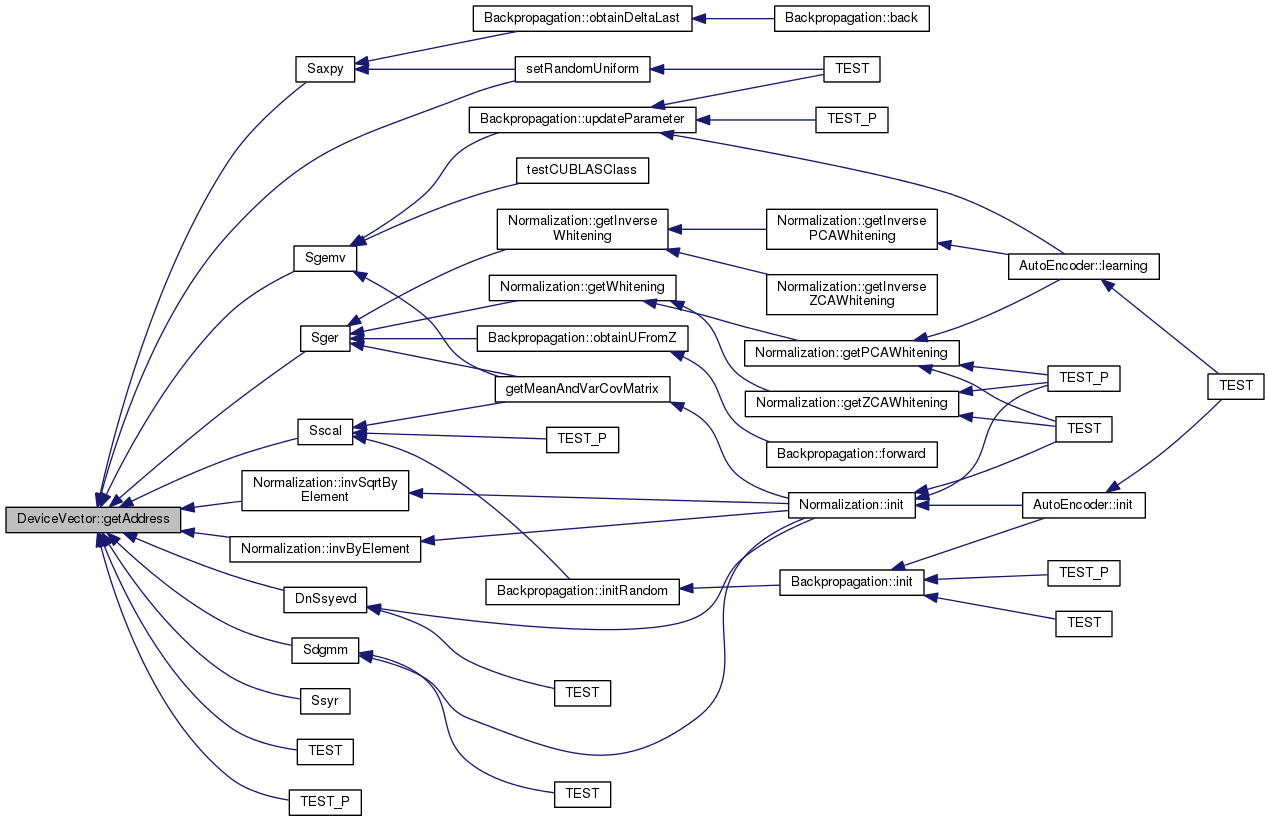 Backpropagation::obtainDeltaLast
Backpropagation::back
Saxpy
setRandomUniform
TEST
Backpropagation::updateParameter
TEST_P
testCUBLASClass
Normalization::getInverse
Whitening
Normalization::getInverse
PCAWhitening
Sgemv
AutoEncoder::learning
Normalization::getWhitening
Normalization::getInverse
ZCAWhitening
Sger
Backpropagation::obtainUFromZ
Normalization::getPCAWhitening
getMeanAndVarCovMatrix
TEST_P
TEST
Normalization::getZCAWhitening
Sscal
TEST_P
TEST
Backpropagation::forward
Normalization::invSqrtBy
Element
Normalization::init
AutoEncoder::init
DeviceVector::getAddress
Normalization::invByElement
Backpropagation::initRandom
Backpropagation::init
TEST_P
DnSsyevd
TEST
Sdgmm
TEST
Ssyr
TEST
TEST
TEST_P